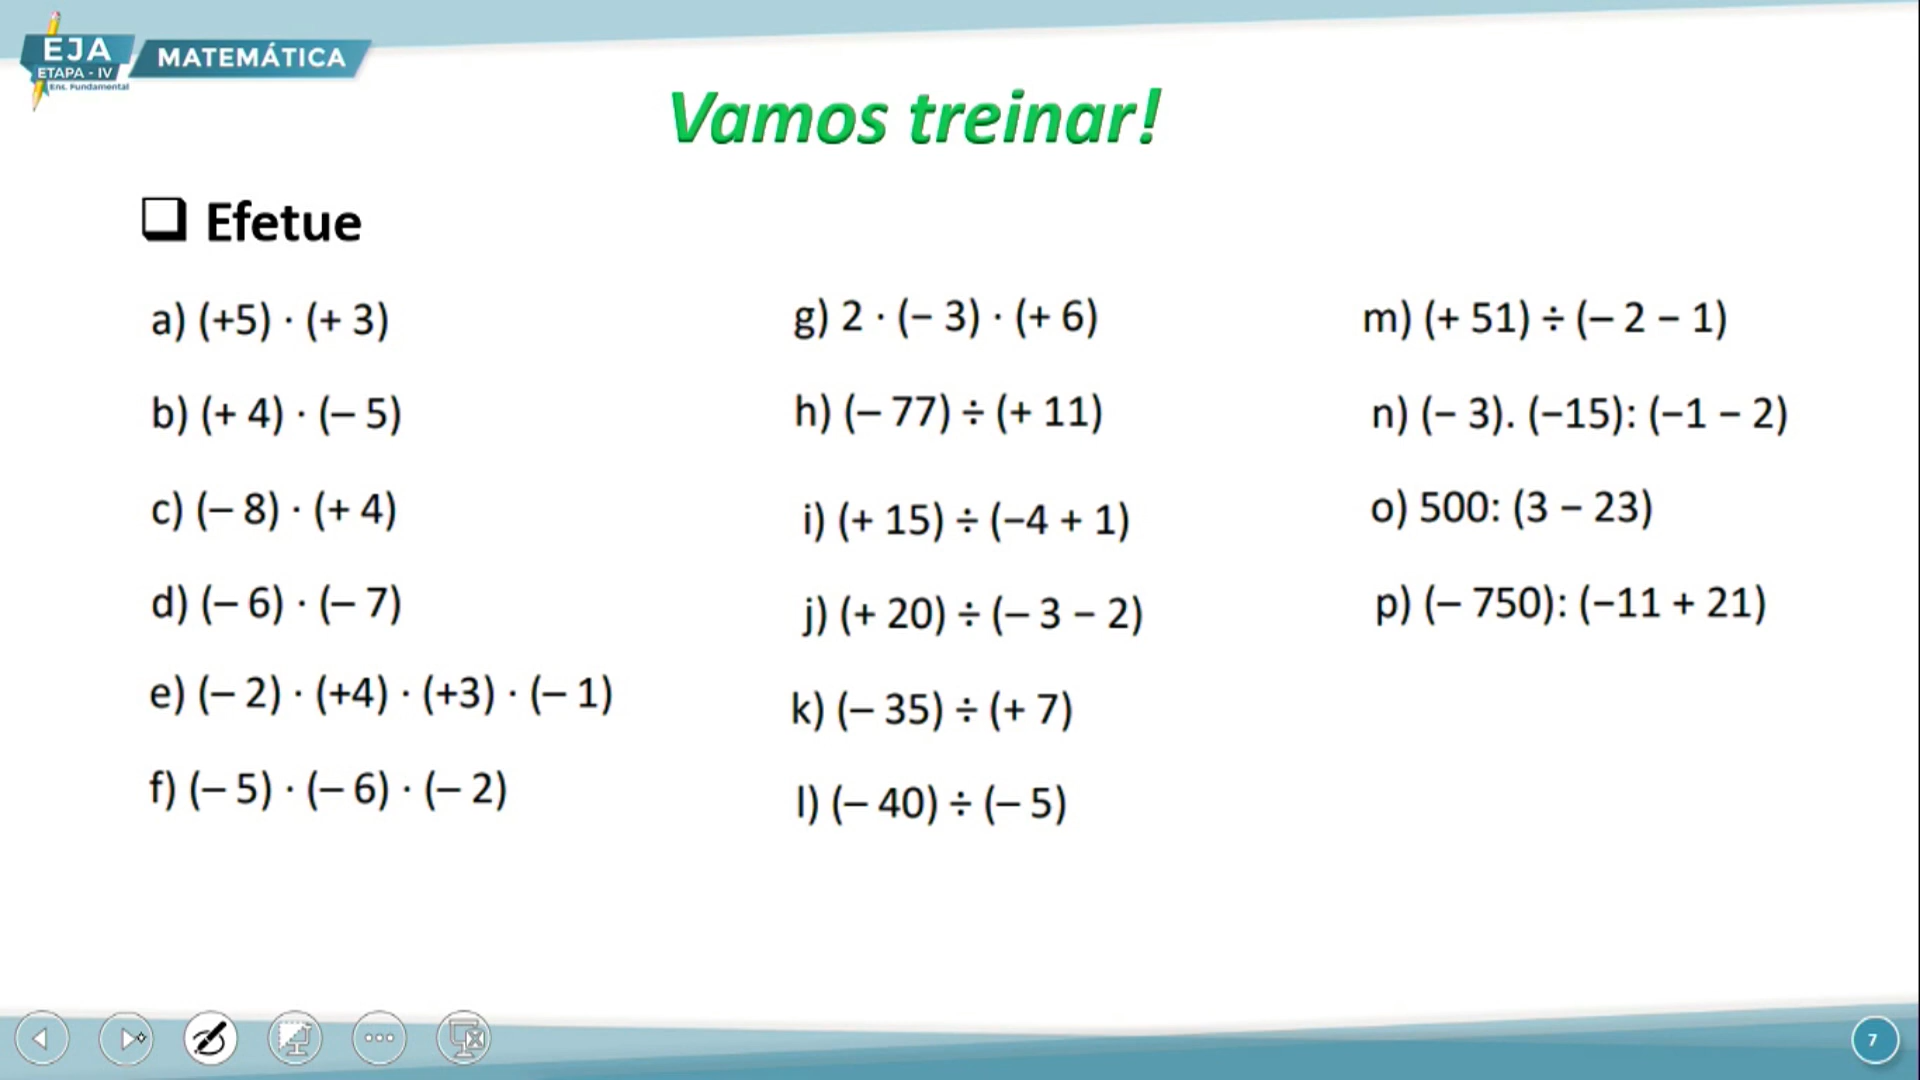 EJA
ETAPA - IV
Ens. Fundamental
MATEMÁTICA
Vamos treinar!
❑ Efetue
a) (+5) · (+ 3)
b) (+ 4) · (– 5)
c) (– 8) · (+ 4)
d) (– 6) · (– 7)
e) (– 2) · (+4) · (+3) · (– 1)
f) (– 5) · (– 6) · (– 2)
g) 2 · (– 3) · (+ 6)
h) (– 77) ÷ (+ 11)
i) (+ 15) ÷ (–4 + 1)
j) (+ 20) ÷ (– 3 – 2)
k) (– 35) ÷ (+ 7)
l) (– 40) ÷ (– 5)
m) (+ 51) ÷ (– 2 – 1)
n) (– 3). (–15): (–1 – 2)
o) 500: (3 – 23)
p) (– 750): (–11 + 21)
7